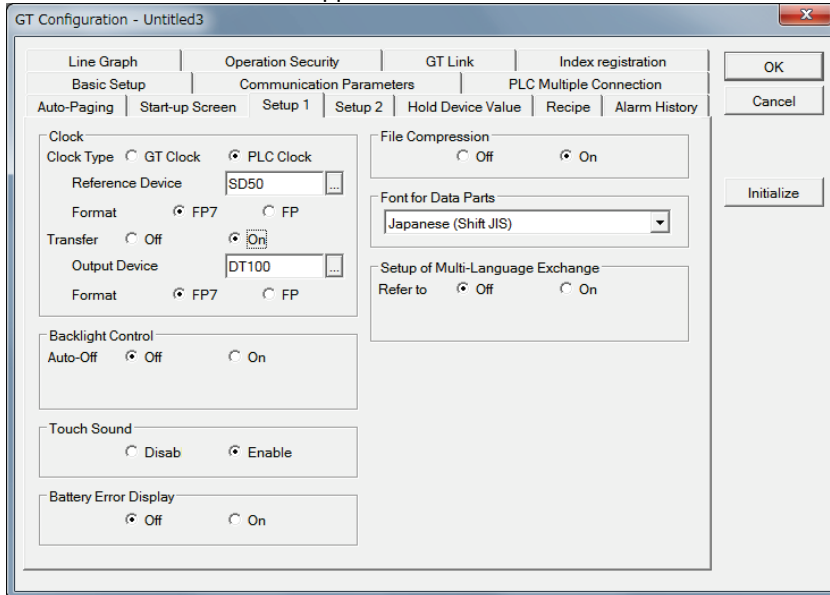 GT Configuration - Untitled3
Line Graph Operation Security GT Link Index registration
Basic Setup Communication Parameters PLC Multiple Connection
Auto-Paging Start-up Screen Setup 1 Setup 2 Hold Device Value Recipe Alarm History
OK
Cancel
Initialize
Clock
Clock Type GT Clock PLC Clock
Reference Device SD50 ...
Format FP7 FP
Transfer Off On
Output Device DT100 ...
Format FP7 FP
Backlight Control
Auto-Off Off On
Touch Sound
Disab Enable
Battery Error Display
Off On
File Compression
Off On
Font for Data Parts
Japanese (Shift JIS)
Setup of Multi-Language Exchange
Refer to Off On